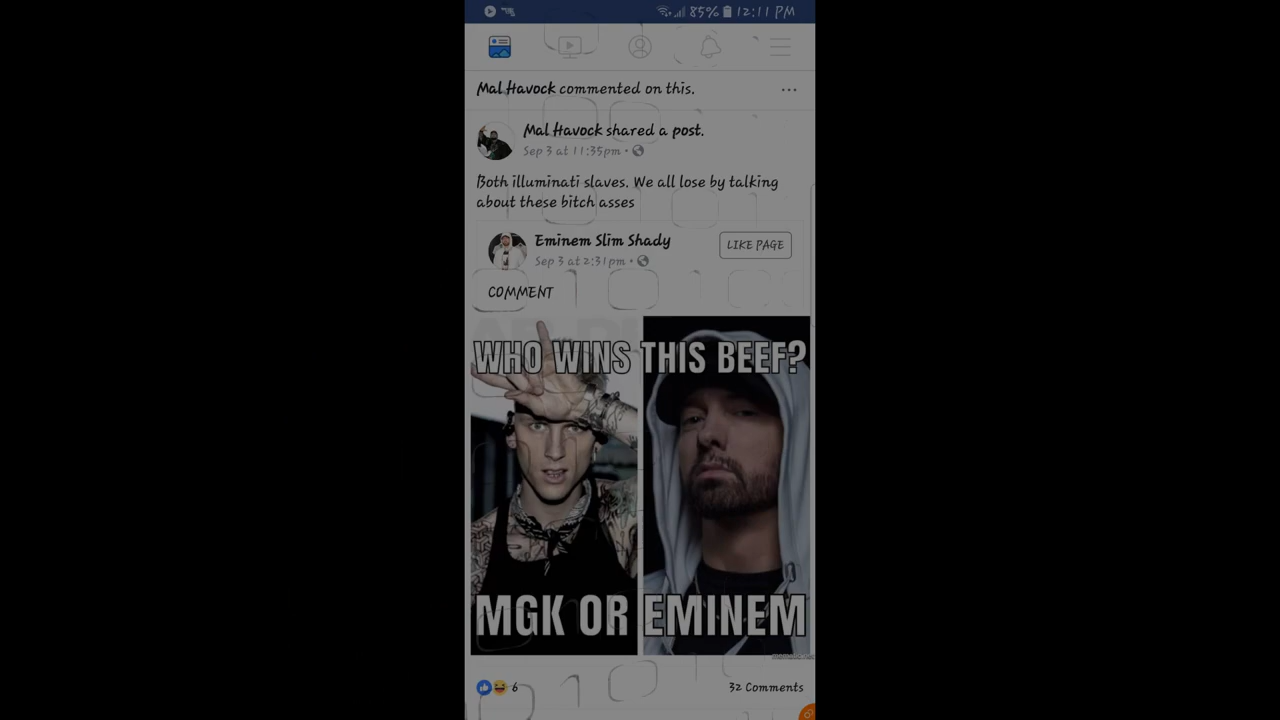 85% 12:11 PM
Mal Havock commented on this.
Mal Havock shared a post.
Sep 3 at 11:35pm •
Both illuminati slaves. We all lose by talking
about these bitch asses
Eminem Slim Shady
LIKE PAGE
Sep 3 at 2:31pm •
COMMENT
WHO WINS THIS BEEF?
MGK OR EMINEM
6
32 Comments